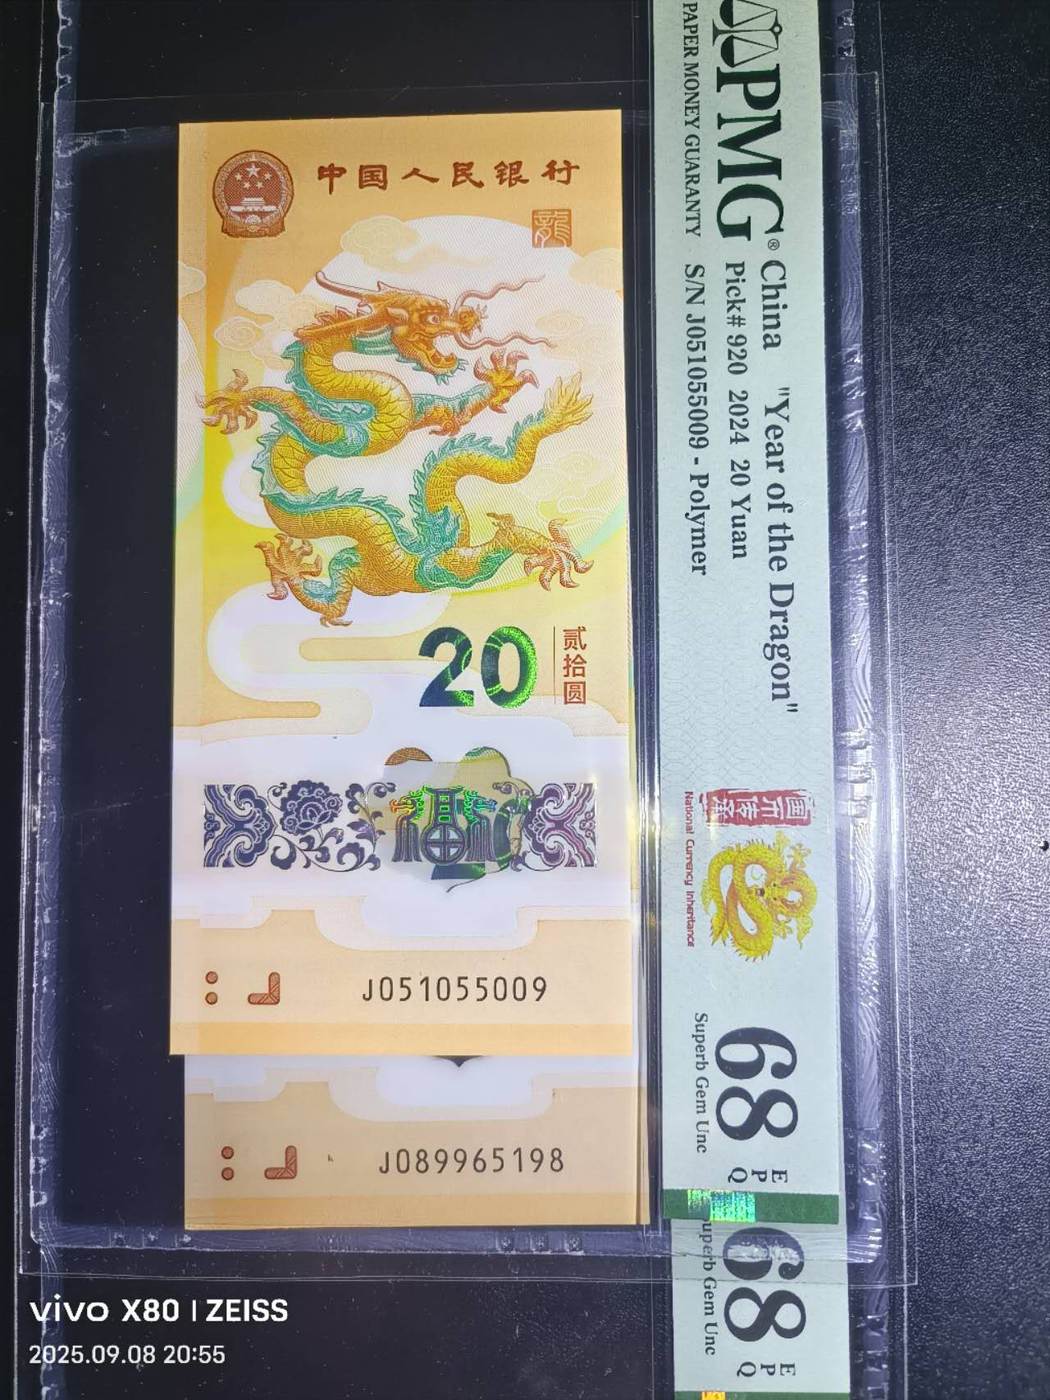 中国人民银行
龍
20
贰拾圆
J051055009
J089965198
PMG®
PAPER MONEY GUARANTY
China "Year of the Dragon"
Pick# 920 2024 20 Yuan
S/N J051055009 - Polymer
National Currency Inheritance
68
Superb Gem Unc
E
P
Q
68
Superb Gem Unc
E
P
Q
vivo X80 | ZEISS
2025.09.08 20:55